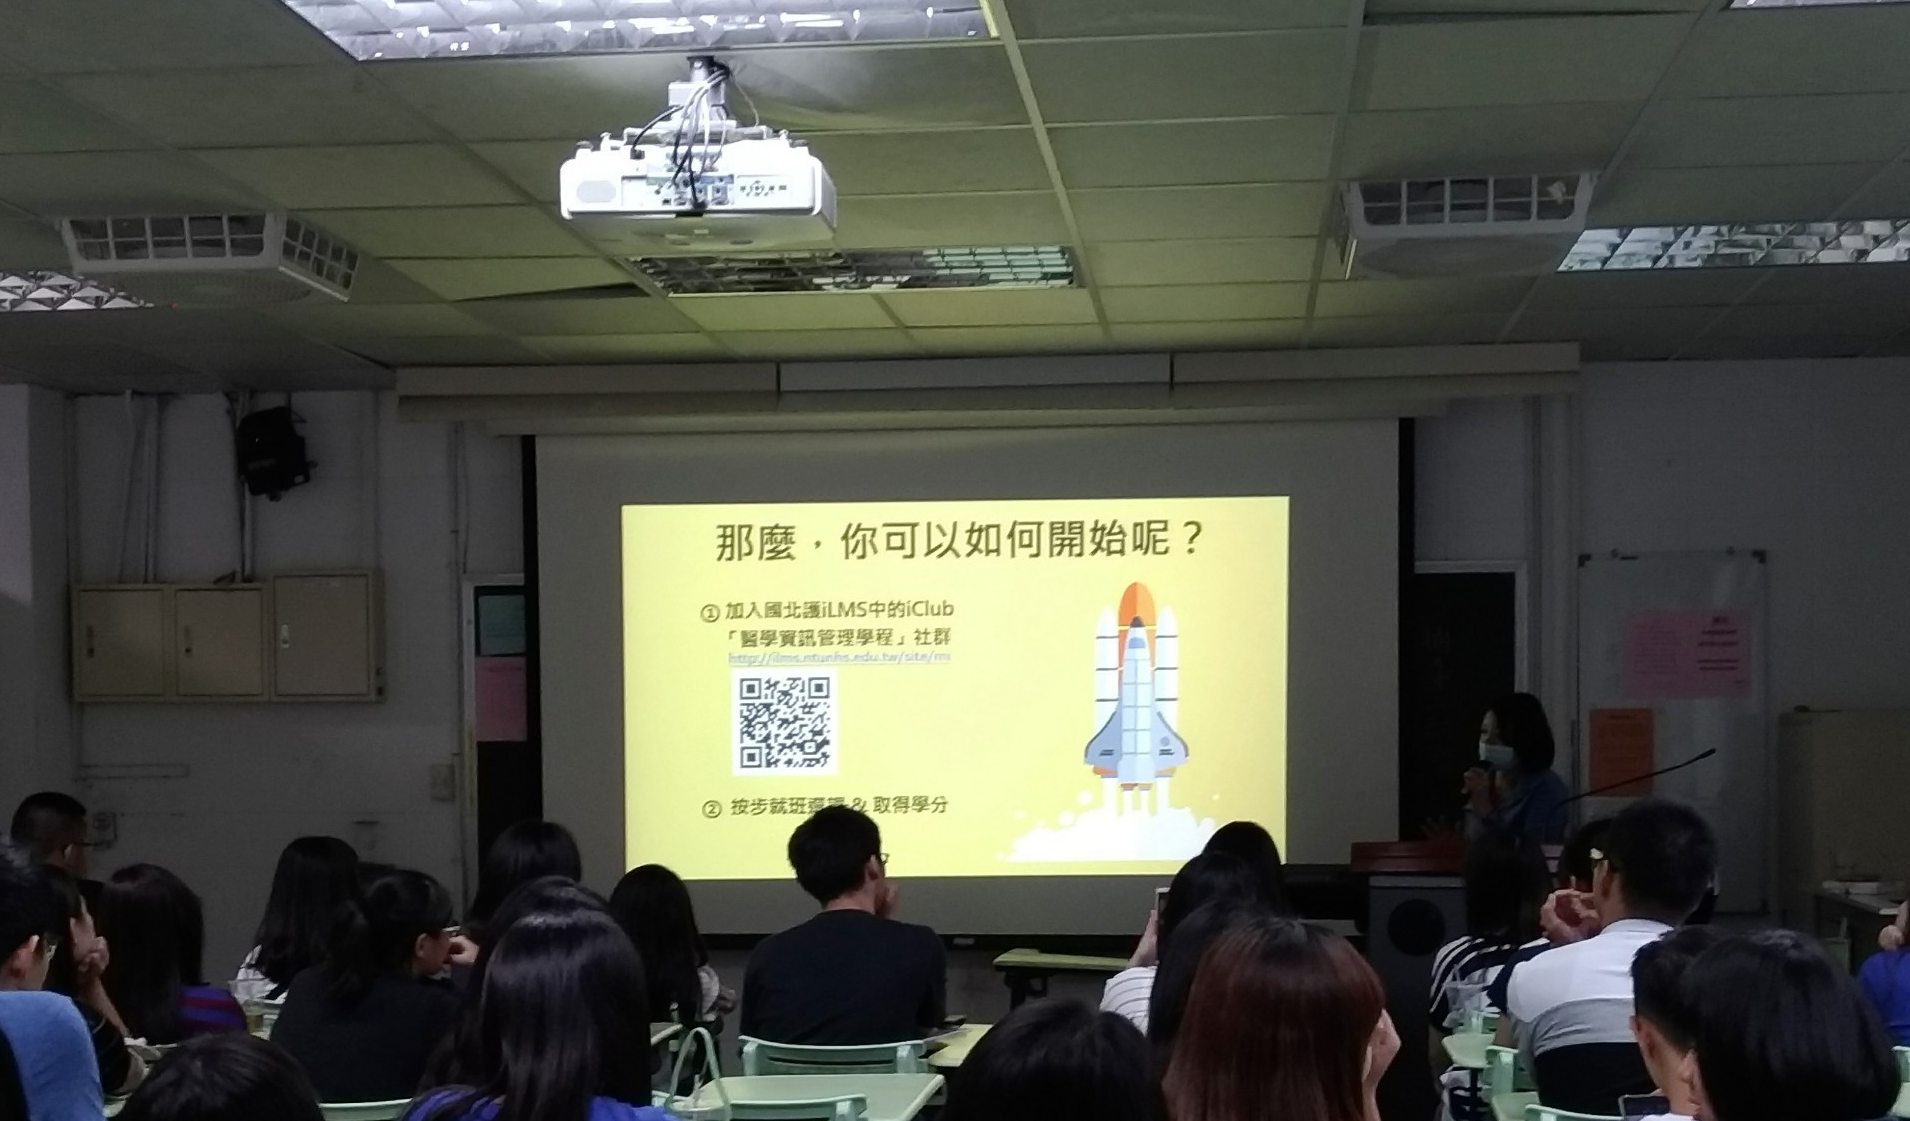 那麼，你可以如何開始呢？
① 加入國北護iLMS中的iClub
「醫學資訊管理學程」社群
http://ilms.ntunhs.edu.tw/site/mi
② 按步就班選課 & 取得學分